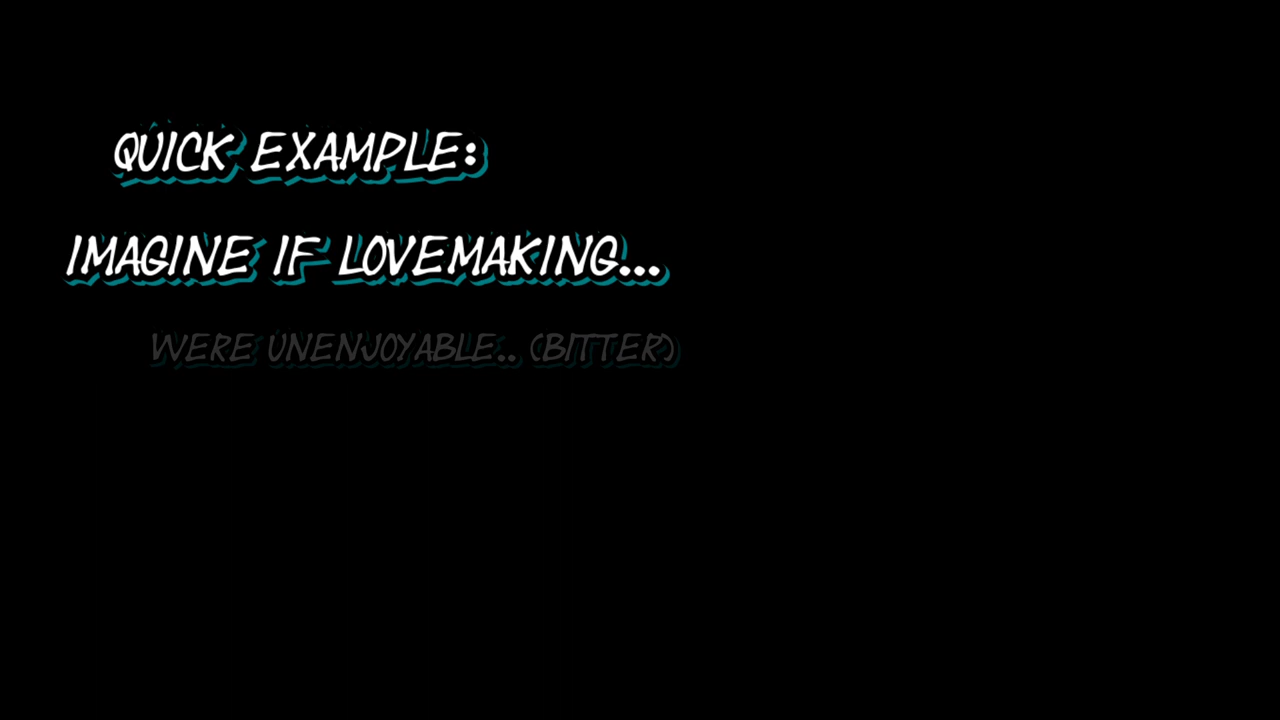 QUICK EXAMPLE:
IMAGINE IF LOVEMAKING...
WERE UNENJOYABLE.. (BITTER)